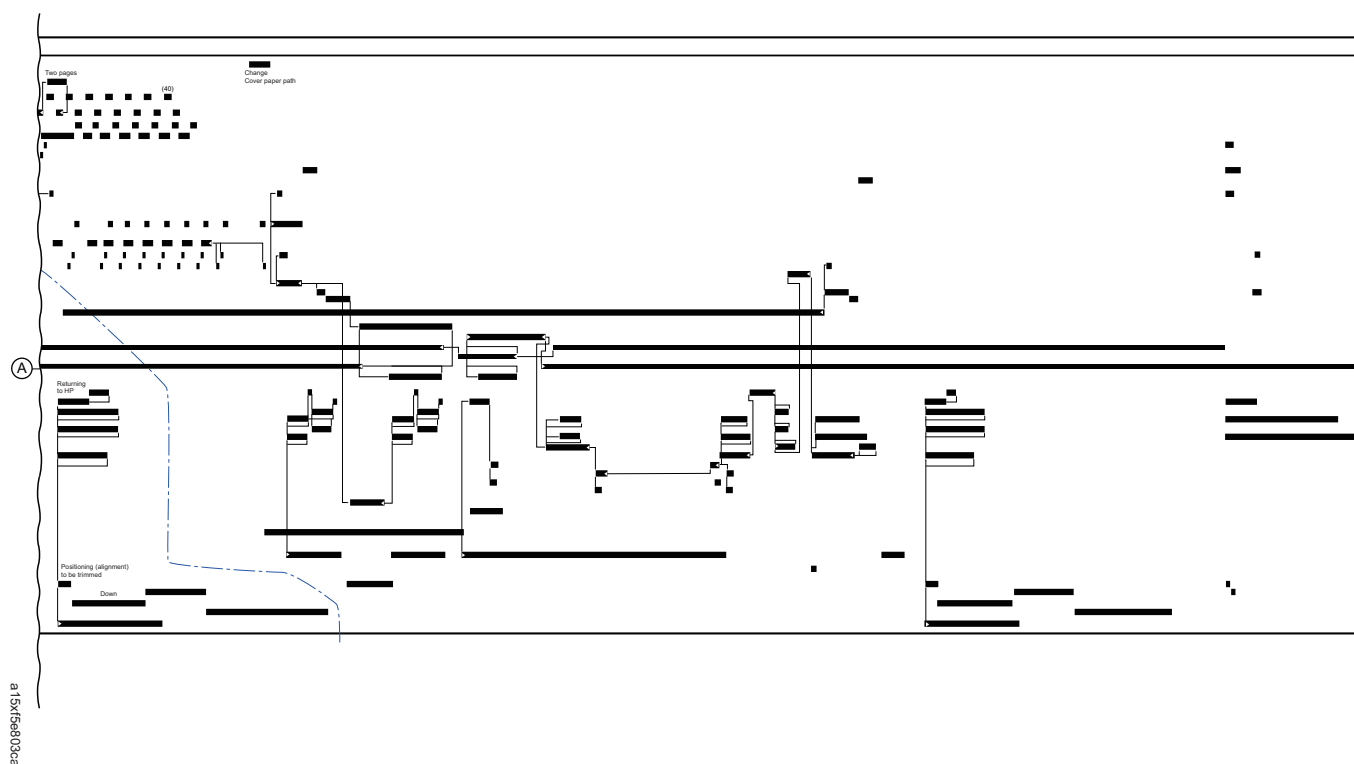 Two pages
Change
Cover paper path
(40)
A
Returning
to HP
Positioning (alignment)
to be trimmed
Down
a15xf5e803ca